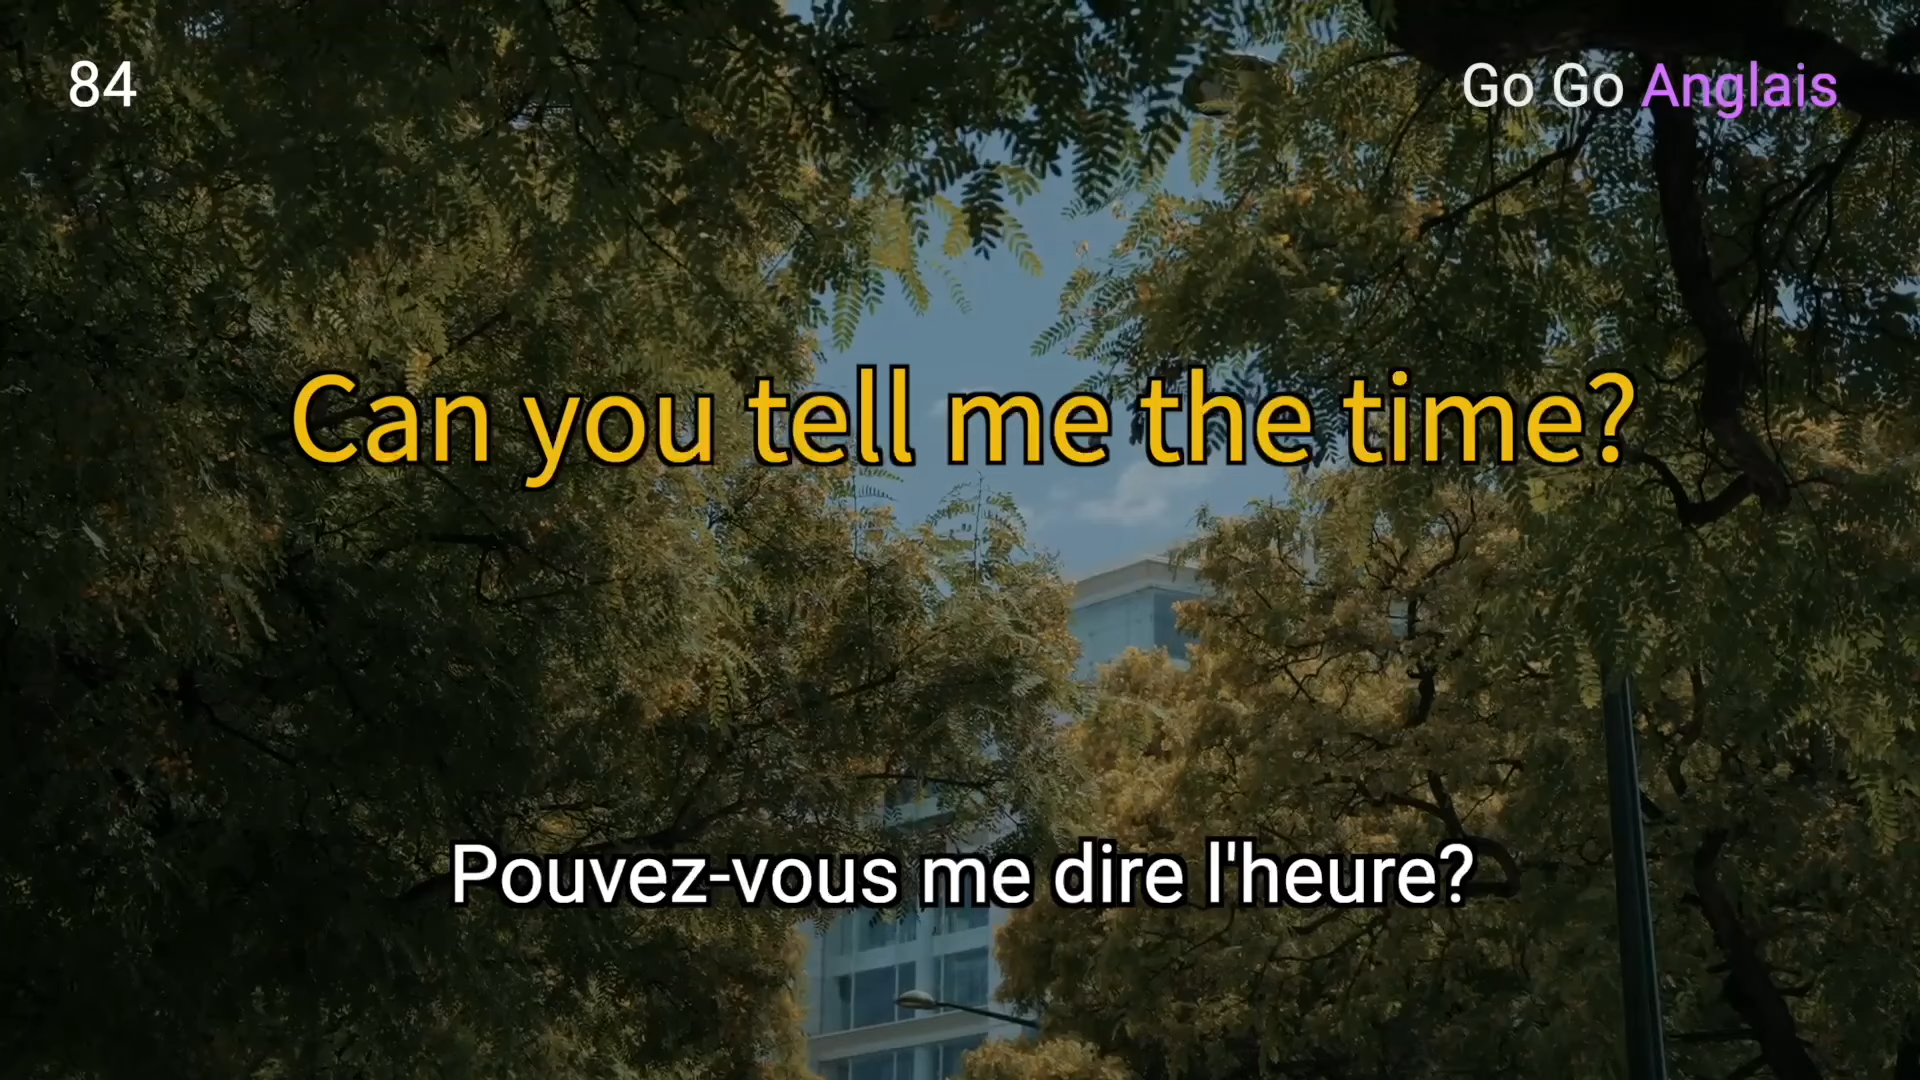 84
Go Go Anglais
Can you tell me the time?
Pouvez-vous me dire l'heure?